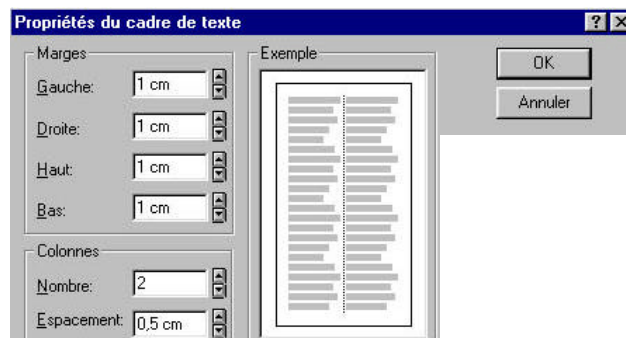 Propriétés du cadre de texte
Marges
Gauche: 1 cm
Droite: 1 cm
Haut: 1 cm
Bas: 1 cm
Colonnes
Nombre: 2
Espacement: 0,5 cm
Exemple
OK
Annuler